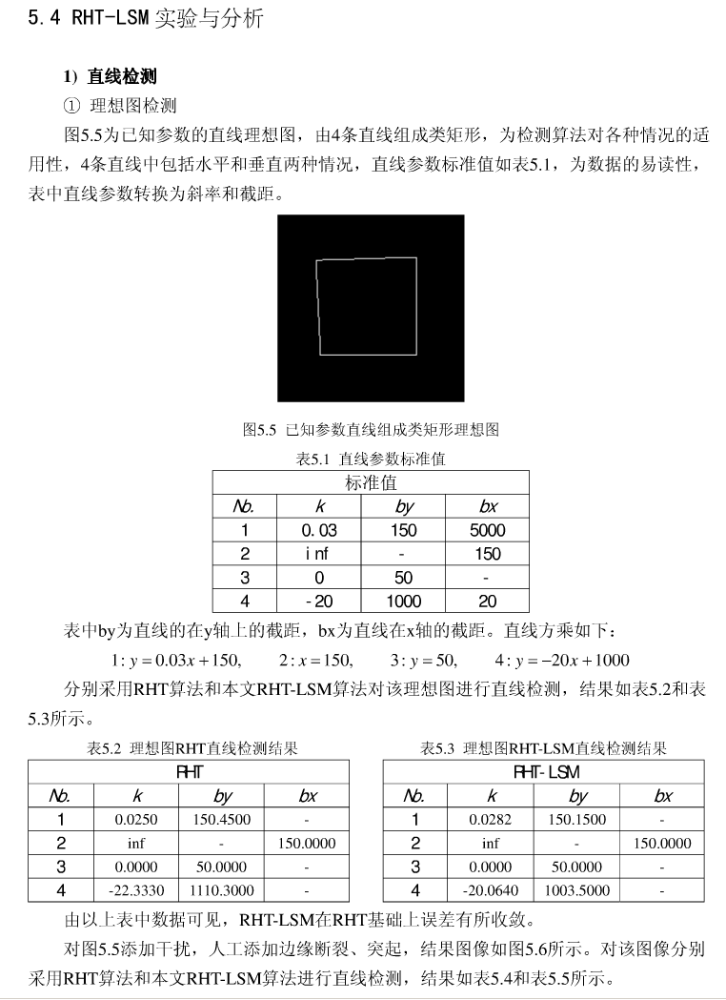 5.4 RHT-LSM 实验与分析
1) 直线检测
① 理想图检测
图5.5为已知参数的直线理想图，由4条直线组成类矩形，为检测算法对各种情况的适
用性，4条直线中包括水平和垂直两种情况，直线参数标准值如表5.1，为数据的易读性，
表中直线参数转换为斜率和截距。
图5.5 已知参数直线组成类矩形理想图
表5.1 直线参数标准值
标准值
No. k by bx
1 0.03 150 5000
2 inf - 150
3 0 50 -
4 -20 1000 20
表中by为直线的在y轴上的截距，bx为直线在x轴的截距。直线方乘如下：
1: y = 0.03x + 150, 2: x = 150, 3: y = 50, 4: y = −20x + 1000
分别采用RHT算法和本文RHT-LSM算法对该理想图进行直线检测，结果如表5.2和表
5.3所示。
表5.2 理想图RHT直线检测结果
RHT
No. k by bx
1 0.0250 150.4500 -
2 inf - 150.0000
3 0.0000 50.0000 -
4 -22.3330 1110.3000 -
表5.3 理想图RHT-LSM直线检测结果
RHT-LSM
No. k by bx
1 0.0282 150.1500 -
2 inf - 150.0000
3 0.0000 50.0000 -
4 -20.0640 1003.5000 -
由以上表中数据可见，RHT-LSM在RHT基础上误差有所收敛。
对图5.5添加干扰，人工添加边缘断裂、突起，结果图像如图5.6所示。对该图像分别
采用RHT算法和本文RHT-LSM算法进行直线检测，结果如表5.4和表5.5所示。